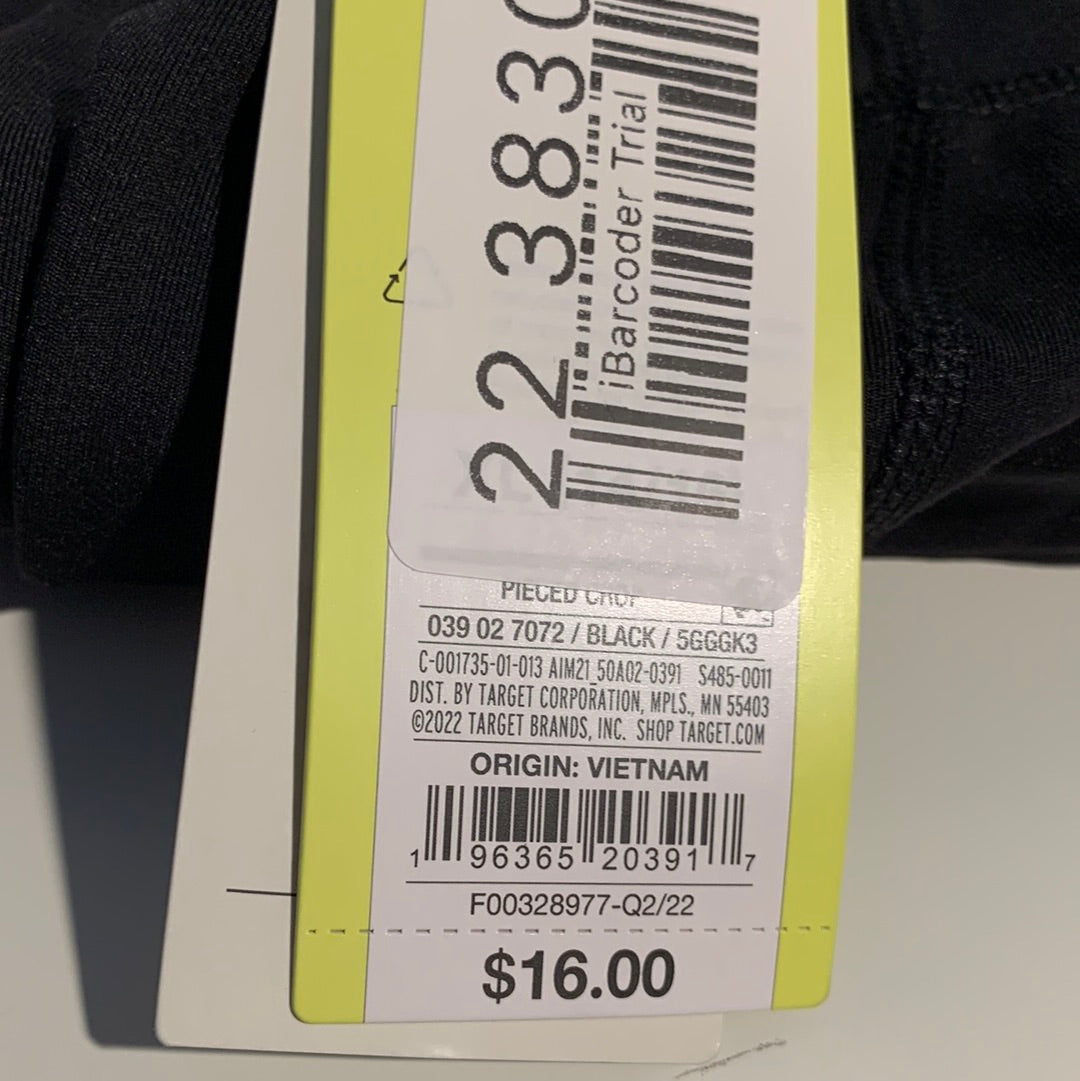 22 3830
iBarcoder Trial
PIECED CROP
039 02 7072 / BLACK / 5GGGK3
C-001735-01-013 AIM21_50A02-0391 S485-0011
DIST. BY TARGET CORPORATION, MPLS., MN 55403
©2022 TARGET BRANDS, INC. SHOP TARGET.COM
ORIGIN: VIETNAM
1 96365 20391 7
F00328977-Q2/22
$16.00